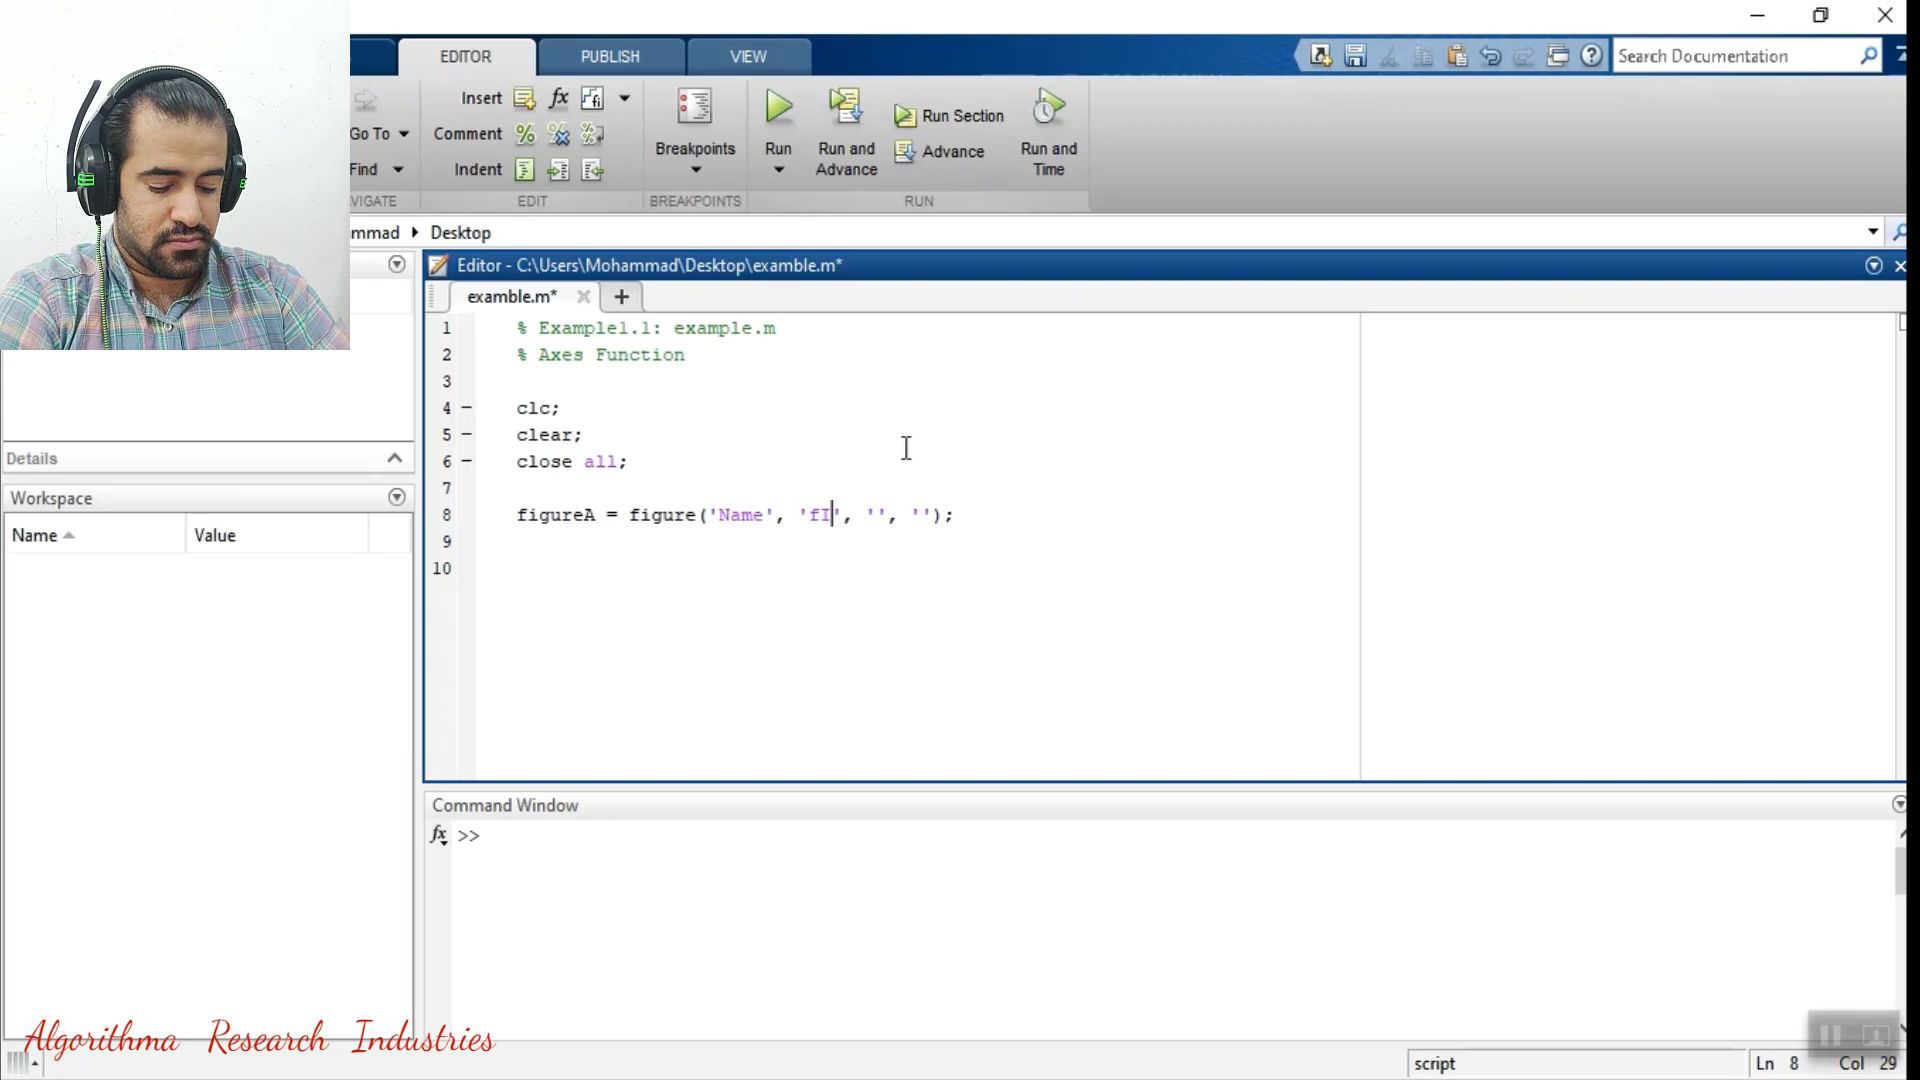 EDITOR PUBLISH VIEW Search Documentation
Insert fx fi
Go To Comment Breakpoints Run Run and Advance Run Section Advance Run and Time
Find Indent
VIGATE EDIT BREAKPOINTS RUN
mmad Desktop
Editor - C:\Users\Mohammad\Desktop\examble.m*
examble.m* +
1 % Example1.1: example.m
2 % Axes Function
3
4 – clc;
5 – clear;
6 – close all;
7
8 figureA = figure('Name', 'fI', '', '');
9
10
Details
Workspace
Name Value
Command Window
fx >>
Algorithma Research Industries
script Ln 8 Col 29